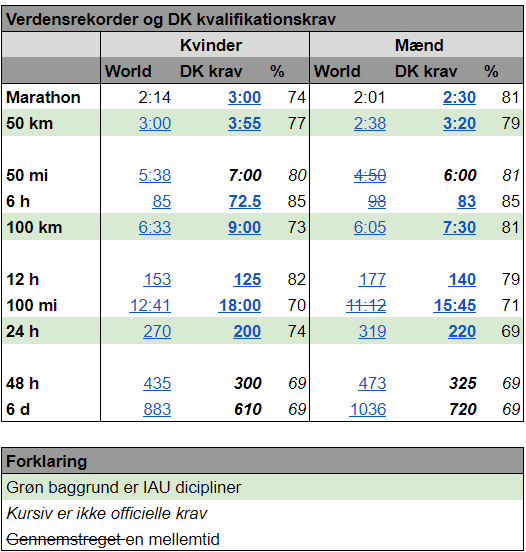 Verdensrekorder og DK kvalifikationskrav
Kvinder Mænd
World DK krav % World DK krav %
Marathon 2:14 3:00 74 2:01 2:30 81
50 km 3:00 3:55 77 2:38 3:20 79
50 mi 5:38 7:00 80 4:50 6:00 81
6 h 85 72.5 85 98 83 85
100 km 6:33 9:00 73 6:05 7:30 81
12 h 153 125 82 177 140 79
100 mi 12:41 18:00 70 11:12 15:45 71
24 h 270 200 74 319 220 69
48 h 435 300 69 473 325 69
6 d 883 610 69 1036 720 69
Forklaring
Grøn baggrund er IAU dicipliner
Kursiv er ikke officielle krav
Gennemstreget en mellemtid